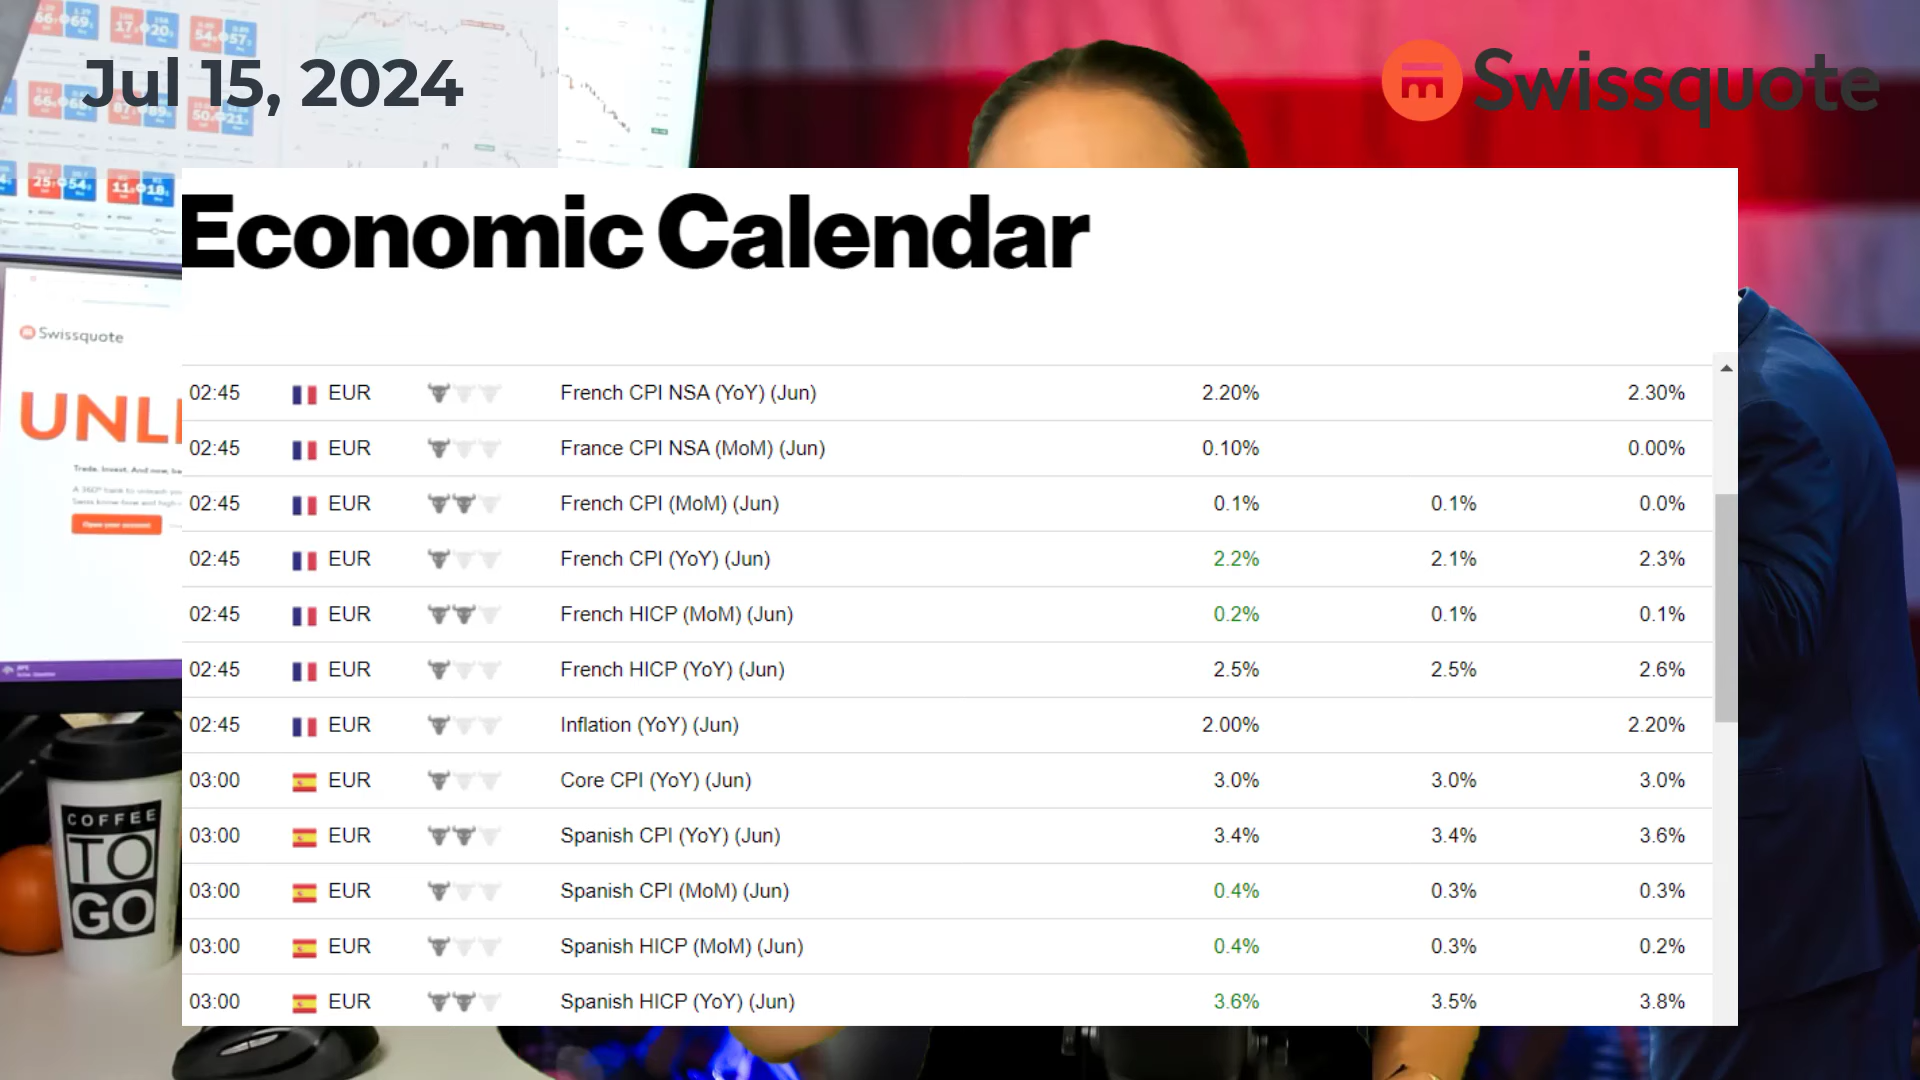 Jul 15, 2024
Swissquote
Economic Calendar
02:45 EUR French CPI NSA (YoY) (Jun) 2.20% 2.30%
02:45 EUR France CPI NSA (MoM) (Jun) 0.10% 0.00%
02:45 EUR French CPI (MoM) (Jun) 0.1% 0.1% 0.0%
02:45 EUR French CPI (YoY) (Jun) 2.2% 2.1% 2.3%
02:45 EUR French HICP (MoM) (Jun) 0.2% 0.1% 0.1%
02:45 EUR French HICP (YoY) (Jun) 2.5% 2.5% 2.6%
02:45 EUR Inflation (YoY) (Jun) 2.00% 2.20%
03:00 EUR Core CPI (YoY) (Jun) 3.0% 3.0% 3.0%
03:00 EUR Spanish CPI (YoY) (Jun) 3.4% 3.4% 3.6%
03:00 EUR Spanish CPI (MoM) (Jun) 0.4% 0.3% 0.3%
03:00 EUR Spanish HICP (MoM) (Jun) 0.4% 0.3% 0.2%
03:00 EUR Spanish HICP (YoY) (Jun) 3.6% 3.5% 3.8%
Swissquote
UNL
Open your account
COFFEE
TO
GO